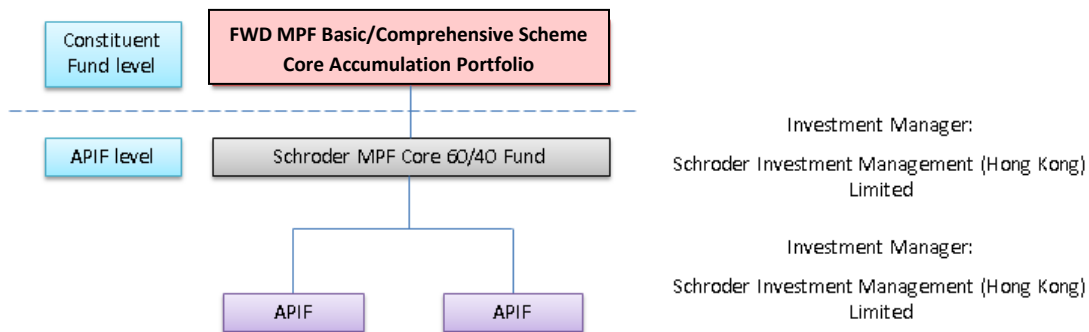 Constituent
Fund level
FWD MPF Basic/Comprehensive Scheme
Core Accumulation Portfolio
APIF level
Schroder MPF Core 60/40 Fund
Investment Manager:
Schroder Investment Management (Hong Kong)
Limited
APIF
APIF
Investment Manager:
Schroder Investment Management (Hong Kong)
Limited